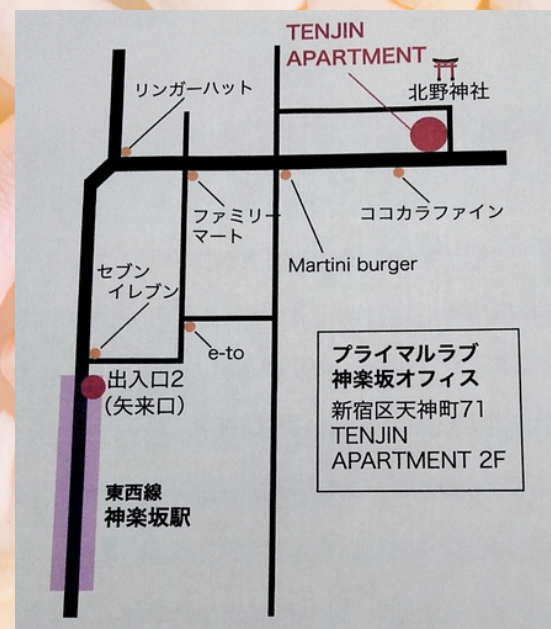 TENJIN
APARTMENT
北野神社
リンガーハット
ファミリー
マート
ココカラファイン
Martini burger
セブン
イレブン
e-to
出入口2
(矢来口)
東西線
神楽坂駅
プライマルラブ
神楽坂オフィス
新宿区天神町71
TENJIN
APARTMENT 2F